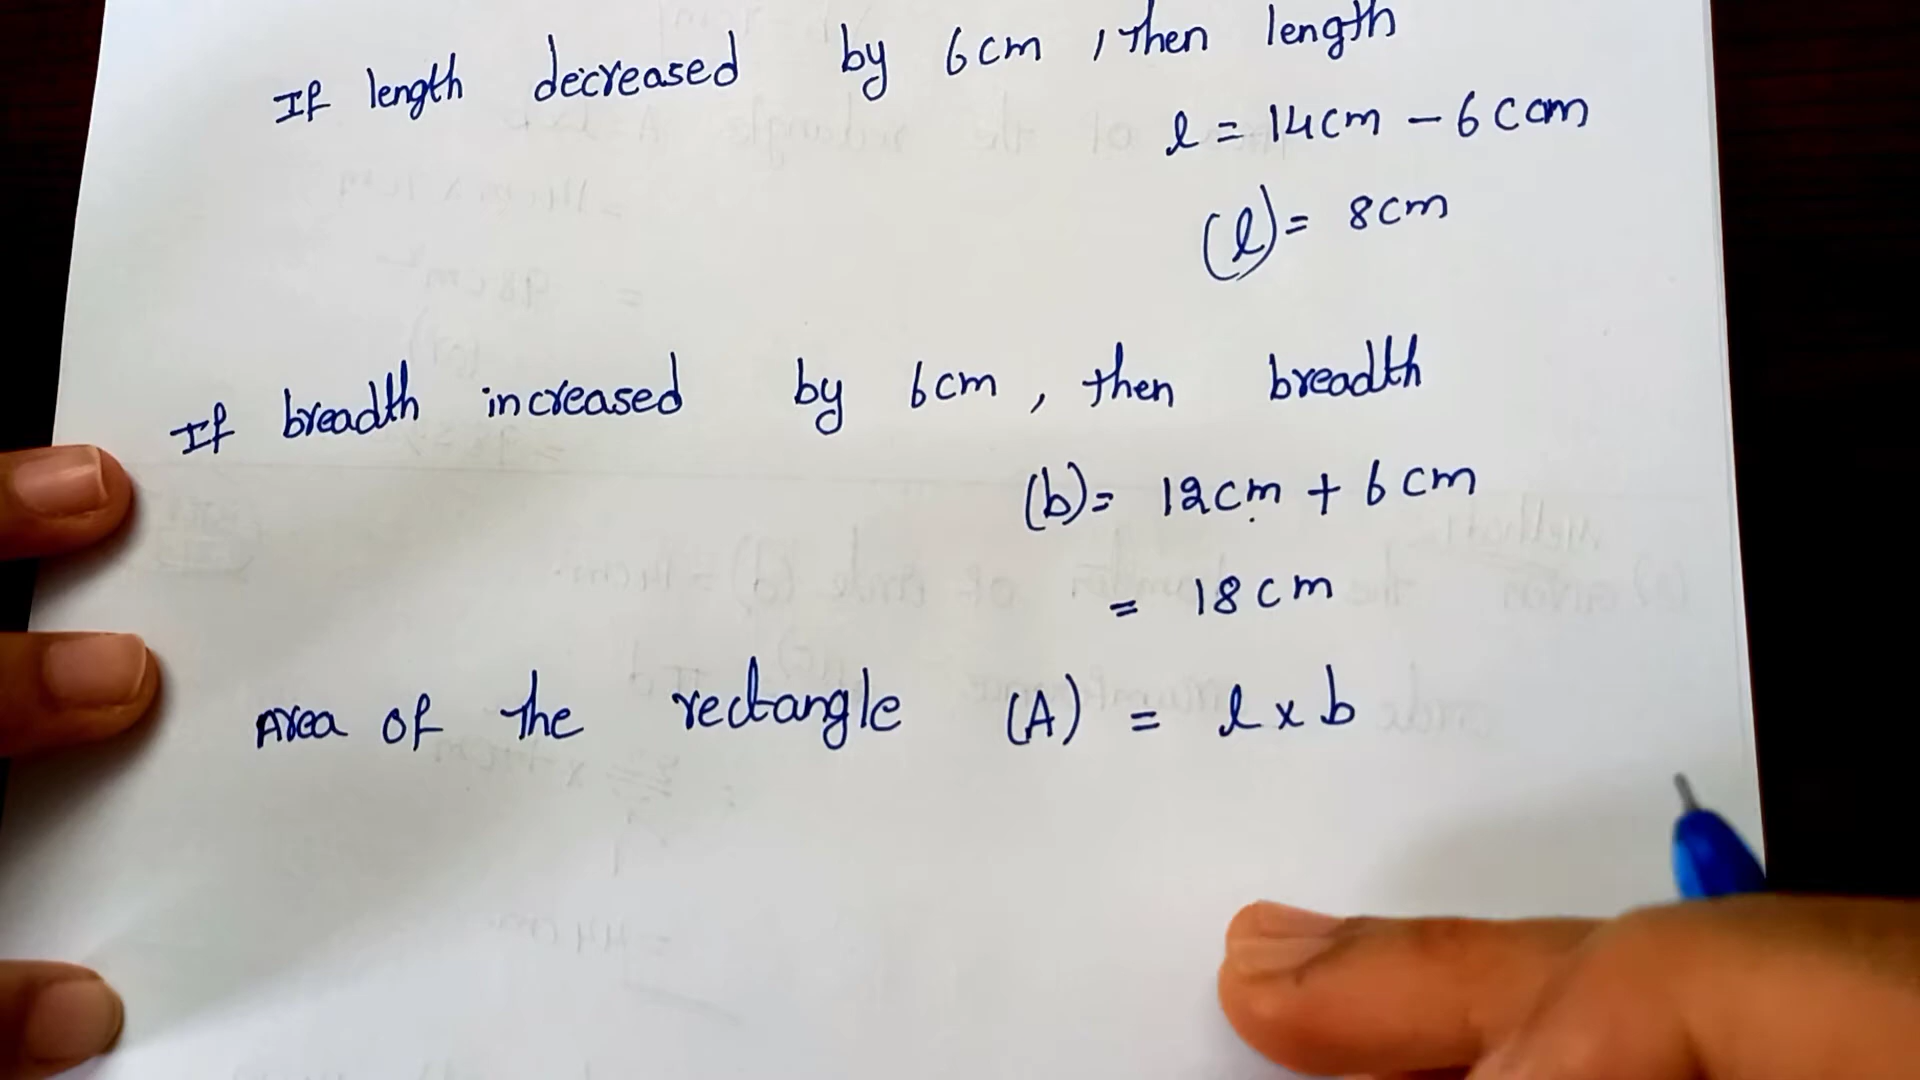 If length decreased by 6cm, then length
l = 14cm - 6ccm
(l) = 8cm
If breadth increased by 6cm, then breadth
(b) = 12cm + 6cm
= 18cm
Area of the rectangle (A) = l x b